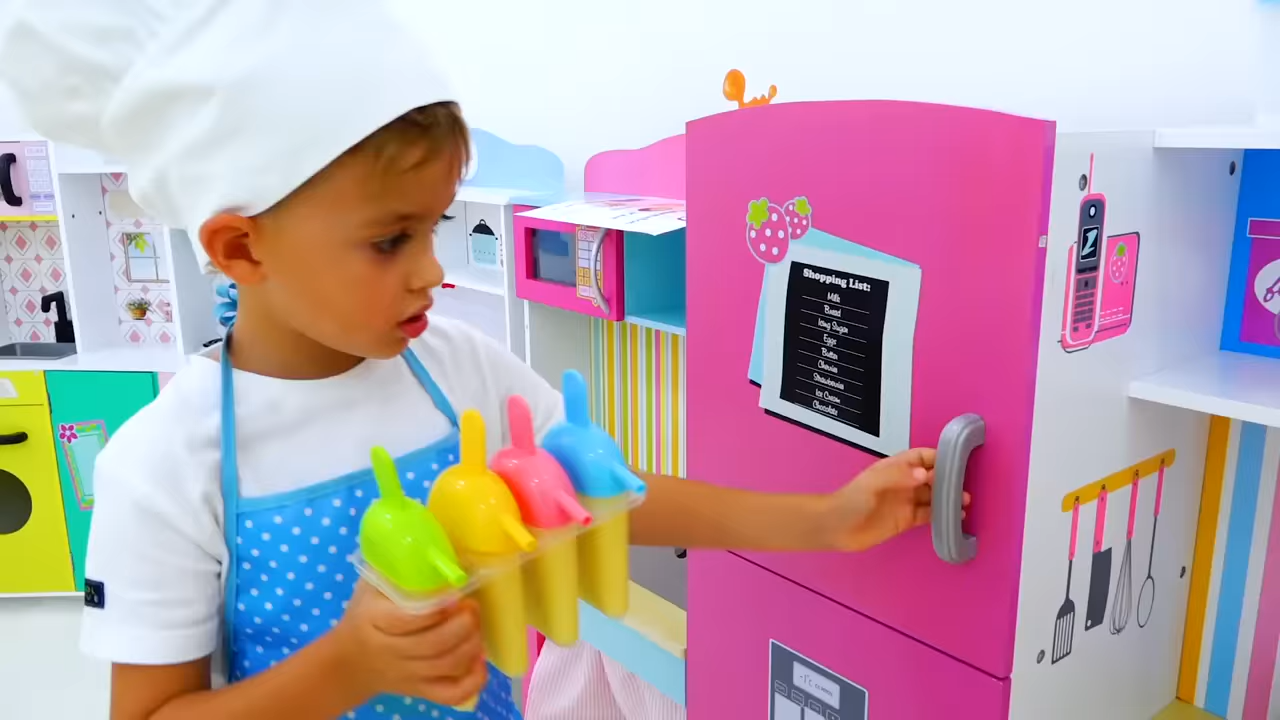 Shopping List:
Milk
Bread
Icing Sugar
Eggs
Butter
Cherries
Strawberries
Ice Cream
Chocolate